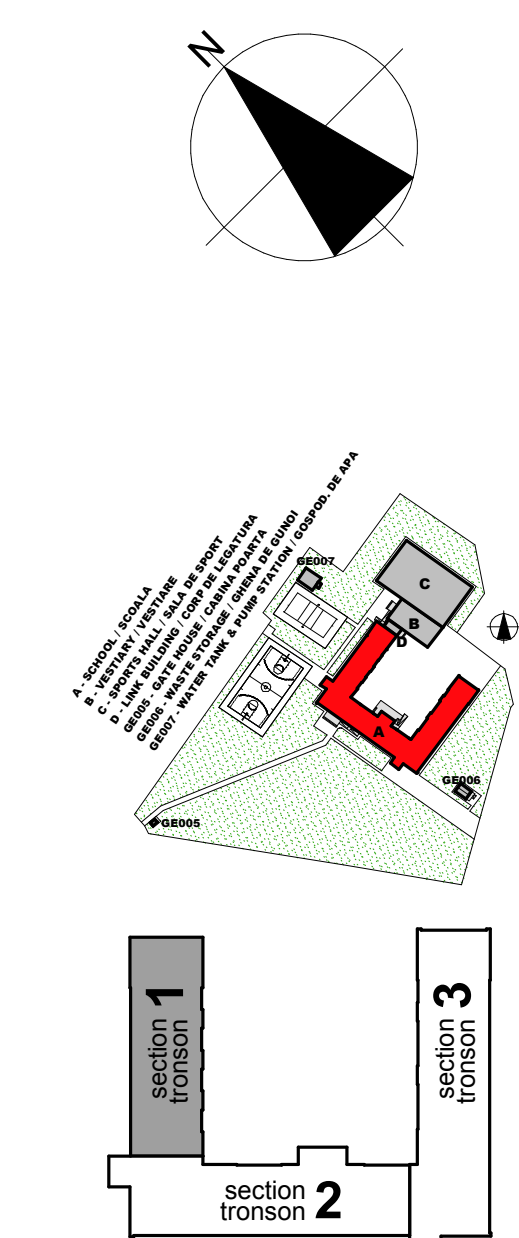 N
A - SCHOOL / SCOALA
B - VESTIARY / VESTIARE
C - SPORTS HALL / SALA DE SPORT
D - LINK BUILDING / CORP DE LEGATURA
GE005 - GATE HOUSE / CABINA POARTA
GE006 - WASTE STORAGE / GHENA DE GUNOI
GE007 - WATER TANK & PUMP STATION / GOSPOD. DE APA
GE007
C
B
D
A
GE006
GE005
section
tronson 1
section
tronson 3
section
tronson 2